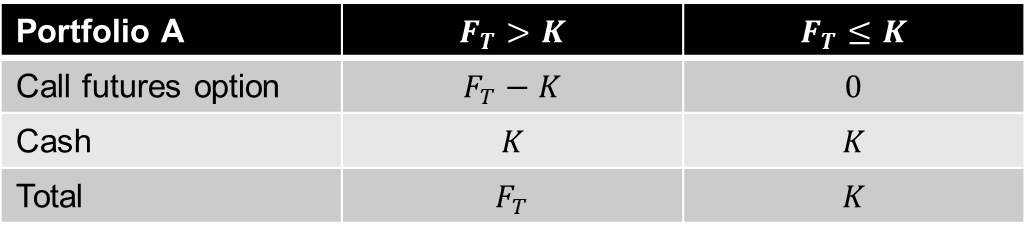 Portfolio A F_T > K F_T ≤ K
Call futures option F_T − K 0
Cash K K
Total F_T K